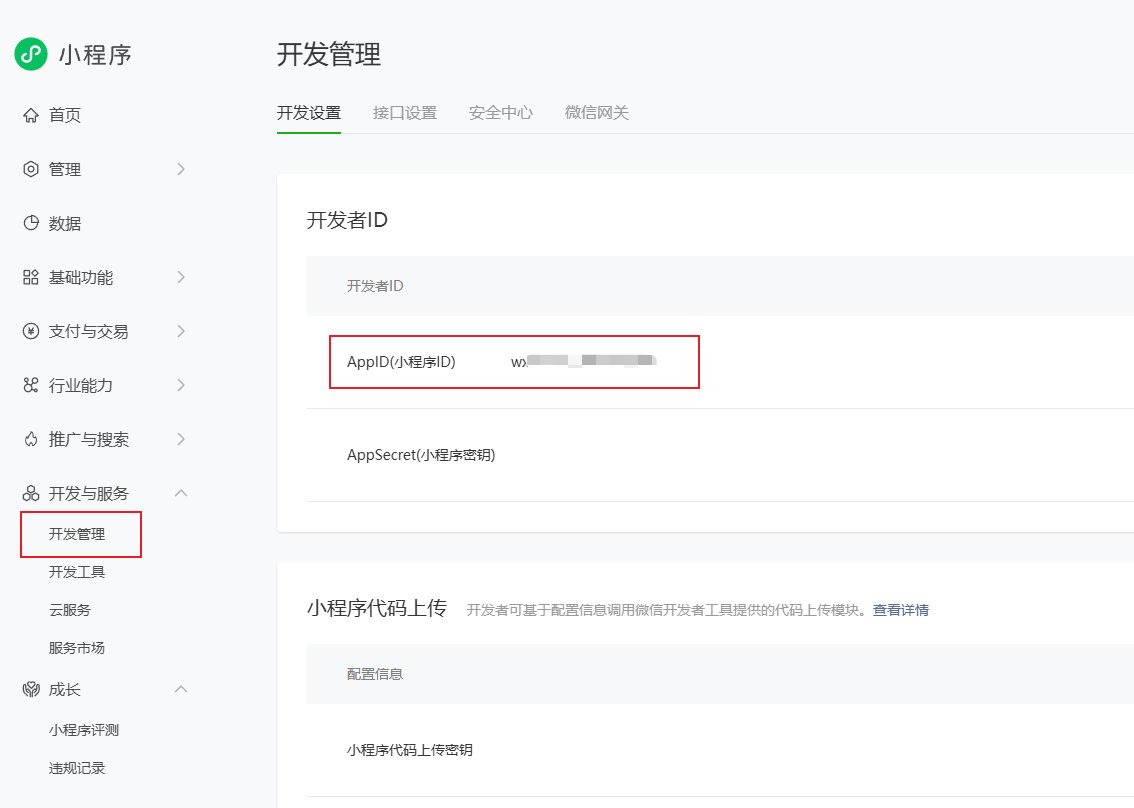 小程序
首页
管理
数据
基础功能
支付与交易
行业能力
推广与搜索
开发与服务
开发管理
开发工具
云服务
服务市场
成长
小程序评测
违规记录
开发管理
开发设置 接口设置 安全中心 微信网关
开发者ID
开发者ID
AppID(小程序ID) wx
AppSecret(小程序密钥)
小程序代码上传 开发者可基于配置信息调用微信开发者工具提供的代码上传模块。查看详情
配置信息
小程序代码上传密钥